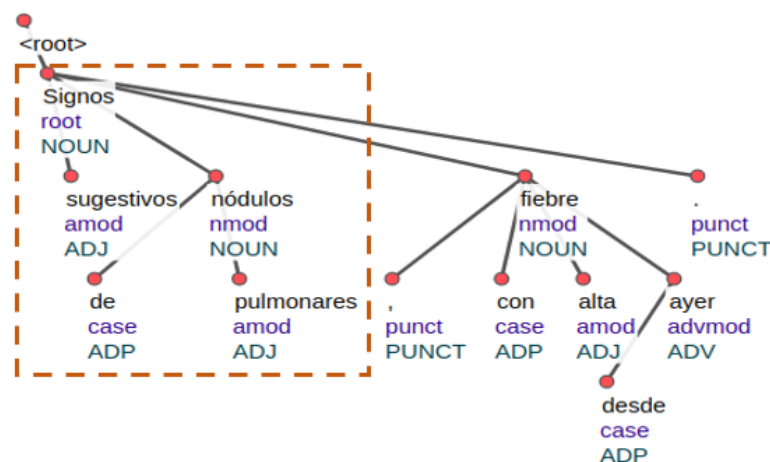 <root>
Signos
root
NOUN
sugestivos
amod
ADJ
nódulos
nmod
NOUN
fiebre
nmod
NOUN
.
punct
PUNCT
de
case
ADP
pulmonares
amod
ADJ
,
punct
PUNCT
con
case
ADP
alta
amod
ADJ
ayer
advmod
ADV
desde
case
ADP